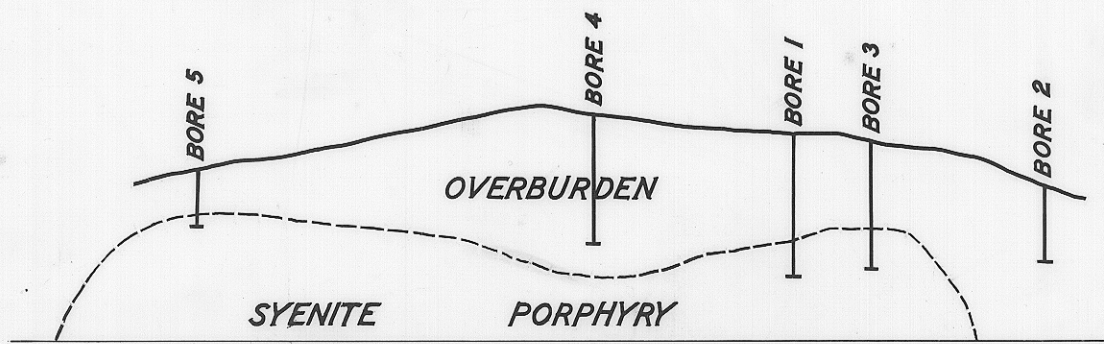 BORE 5
BORE 4
BORE 1
BORE 3
BORE 2
OVERBURDEN
SYENITE PORPHYRY